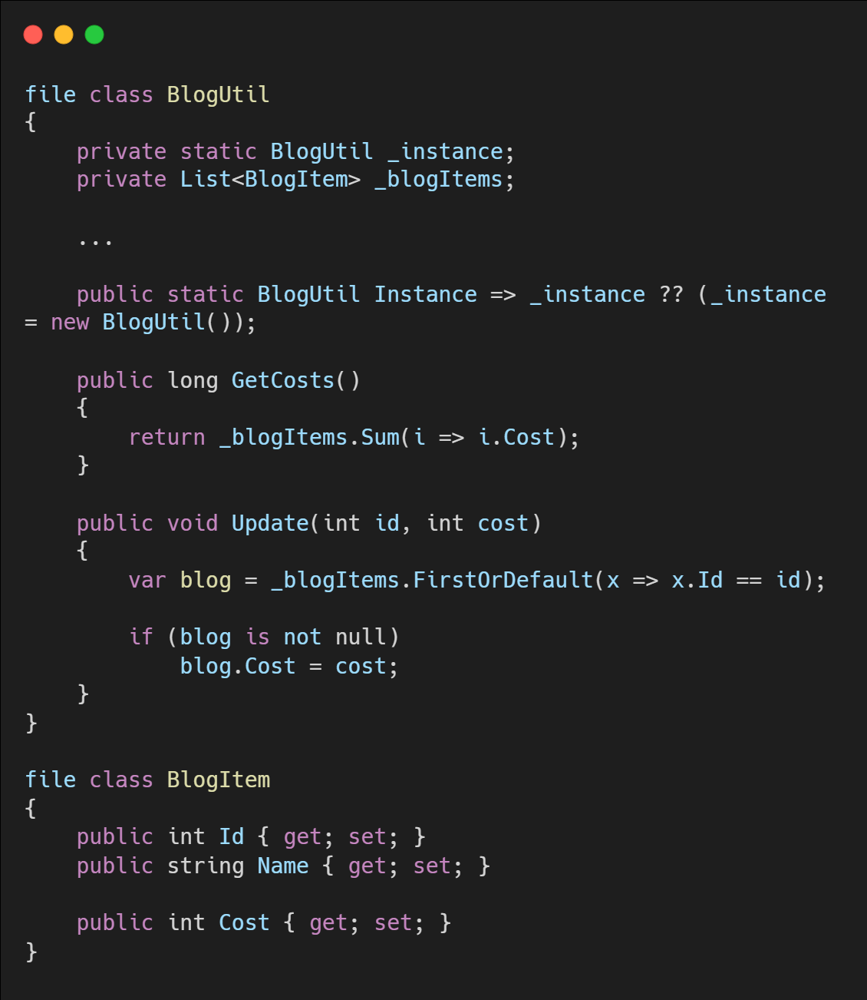 file class BlogUtil
{
    private static BlogUtil _instance;
    private List<BlogItem> _blogItems;

    ...

    public static BlogUtil Instance => _instance ?? (_instance
= new BlogUtil());

    public long GetCosts()
    {
        return _blogItems.Sum(i => i.Cost);
    }

    public void Update(int id, int cost)
    {
        var blog = _blogItems.FirstOrDefault(x => x.Id == id);

        if (blog is not null)
            blog.Cost = cost;
    }
}

file class BlogItem
{
    public int Id { get; set; }
    public string Name { get; set; }

    public int Cost { get; set; }
}